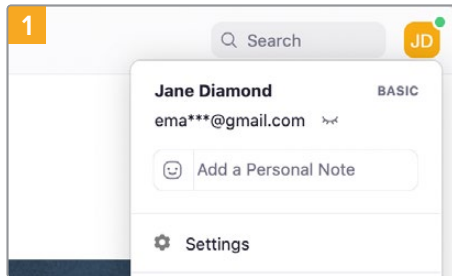 1
Search
JD
Jane Diamond BASIC
ema***@gmail.com
Add a Personal Note
Settings